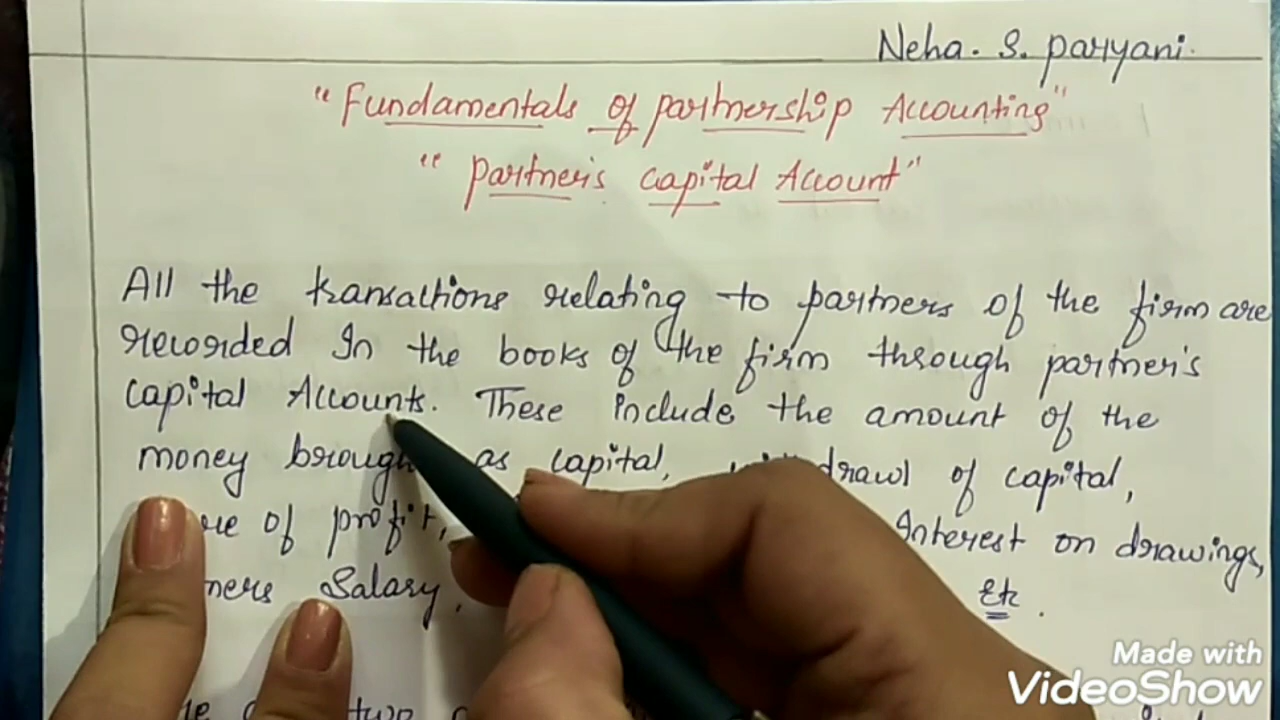 Neha. S. Paryani.
"Fundamentals of partnership Accounting"
"Partner's capital Account"
All the transactions relating to partners of the firm are
recorded In the books of the firm through partner's
capital Accounts. These Include the amount of the
money as capital, of capital,
of profit, Interest on drawings,
Salary, Etc.
two
Made with
VideoShow